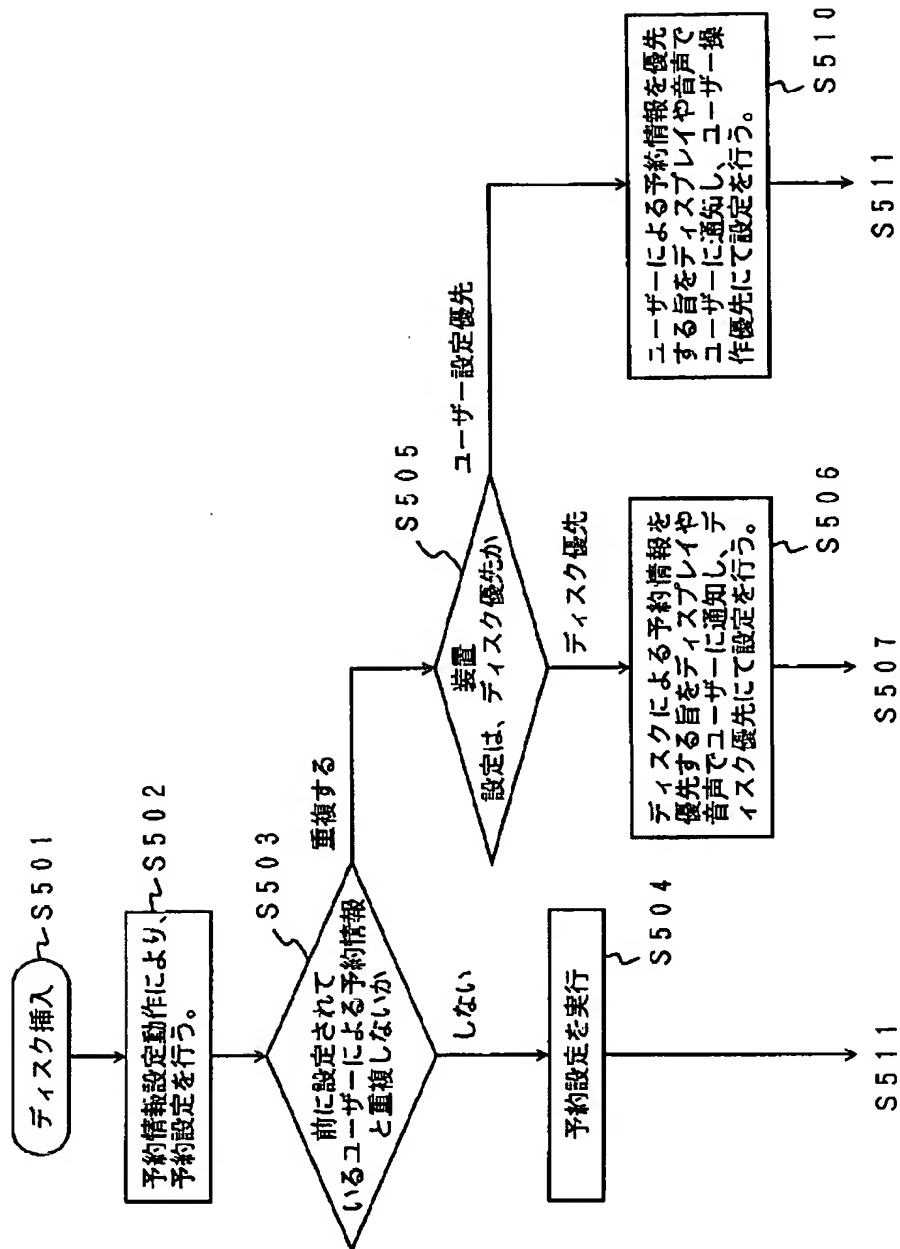 ディスク挿入
S501
予約情報設定動作により、
予約設定を行う。
S502
前に設定されて
いるユーザーによる予約情報
と重複しないか
S503
重複する
しない
予約設定を実行
S504
S511
装置
設定は、ディスク優先か
S505
ユーザー設定優先
ディスク優先
ディスクによる予約情報を
優先する旨をディスプレイや
音声でユーザーに通知し、デ
ィスク優先にて設定を行う。
S506
S507
ユーザーによる予約情報を優先
する旨をディスプレイや音声で
ユーザーに通知し、ユーザー操
作優先にて設定を行う。
S510
S511